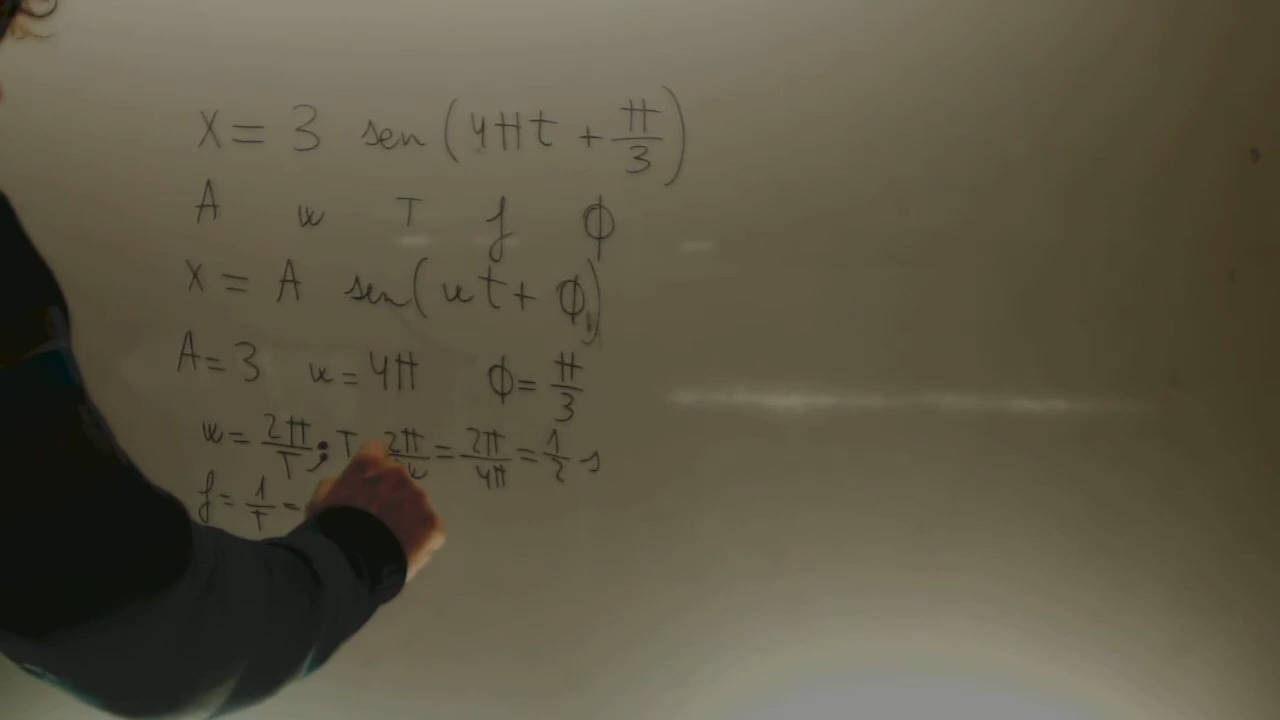 X = 3 sen(4πt + π/3)
A w T f ϕ
X = A sen(wt + ϕ)
A = 3 w = 4π ϕ = π/3
w = 2π/T ; T 2π/w = 2π/4π = 1/2 s
f = 1/T =